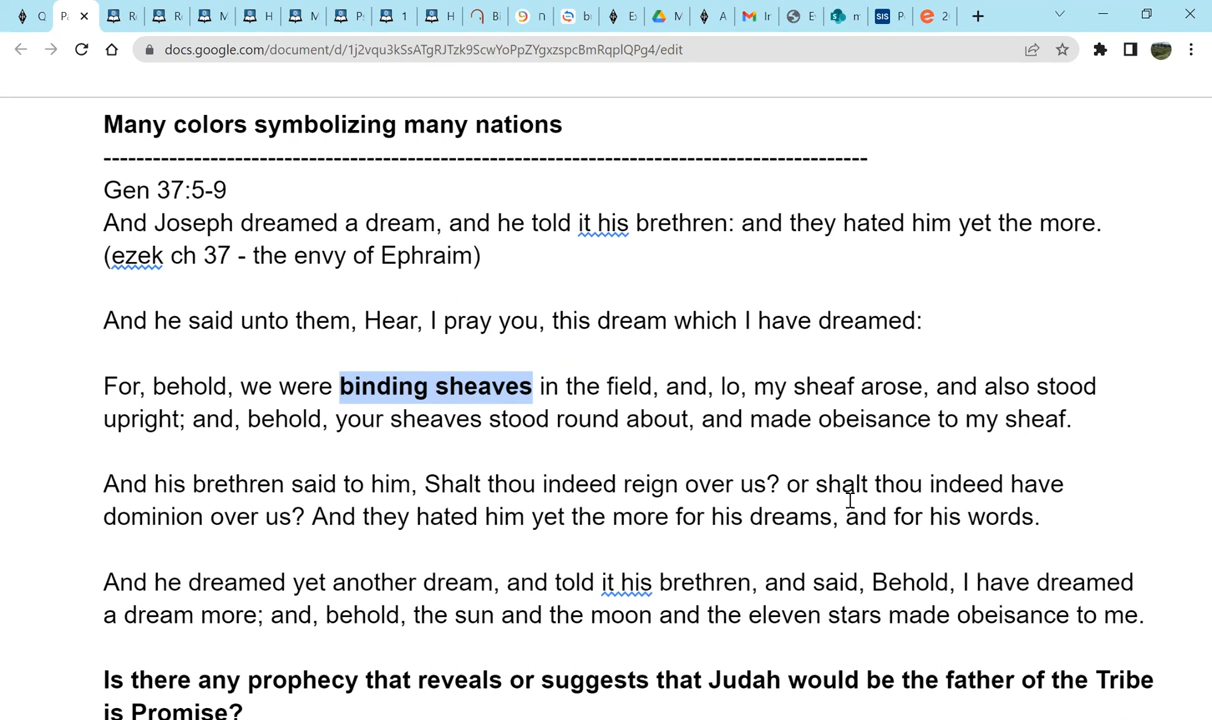 docs.google.com/document/d/1j2vqu3kSsATgRJTzk9ScwYoPpZYgxzspcBmRqplQPg4/edit
Many colors symbolizing many nations
---------------------------------------------------------------------------------------------
Gen 37:5-9
And Joseph dreamed a dream, and he told it his brethren: and they hated him yet the more.
(ezek ch 37 - the envy of Ephraim)
And he said unto them, Hear, I pray you, this dream which I have dreamed:
For, behold, we were binding sheaves in the field, and, lo, my sheaf arose, and also stood
upright; and, behold, your sheaves stood round about, and made obeisance to my sheaf.
And his brethren said to him, Shalt thou indeed reign over us? or shalt thou indeed have
dominion over us? And they hated him yet the more for his dreams, and for his words.
And he dreamed yet another dream, and told it his brethren, and said, Behold, I have dreamed
a dream more; and, behold, the sun and the moon and the eleven stars made obeisance to me.
Is there any prophecy that reveals or suggests that Judah would be the father of the Tribe
is Promise?